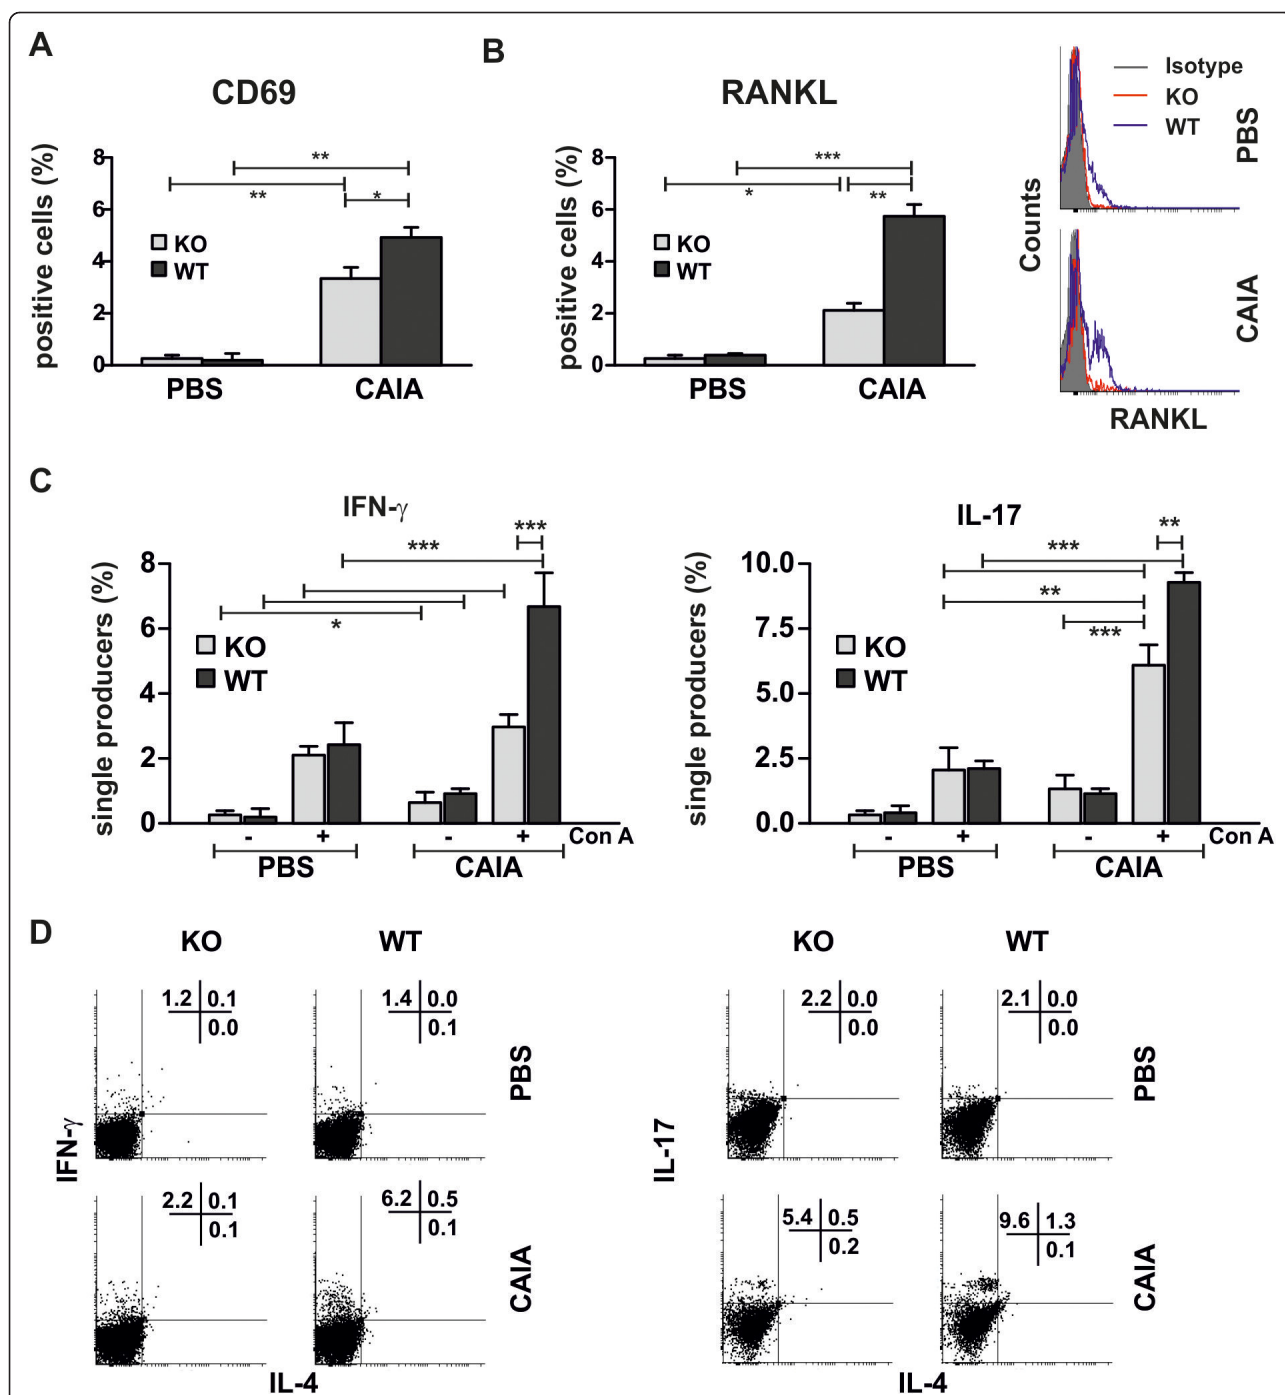 A
CD69
positive cells (%)
8
6
4
2
0
**
**
*
KO
WT
PBS CAIA
B
RANKL
positive cells (%)
8
6
4
2
0
***
*
**
KO
WT
PBS CAIA
Isotype
KO
WT
Counts
PBS
CAIA
RANKL
C
IFN-γ
single producers (%)
8
6
4
2
0
***
***
*
KO
WT
- + - + Con A
PBS CAIA
IL-17
single producers (%)
10.0
7.5
5.0
2.5
0.0
**
***
**
***
KO
WT
- + - + Con A
PBS CAIA
D
KO WT
1.2 0.1
0.0
1.4 0.0
0.1
PBS
IFN-γ
2.2 0.1
0.1
6.2 0.5
0.1
CAIA
IL-4
KO WT
2.2 0.0
0.0
2.1 0.0
0.0
PBS
IL-17
5.4 0.5
0.2
9.6 1.3
0.1
CAIA
IL-4